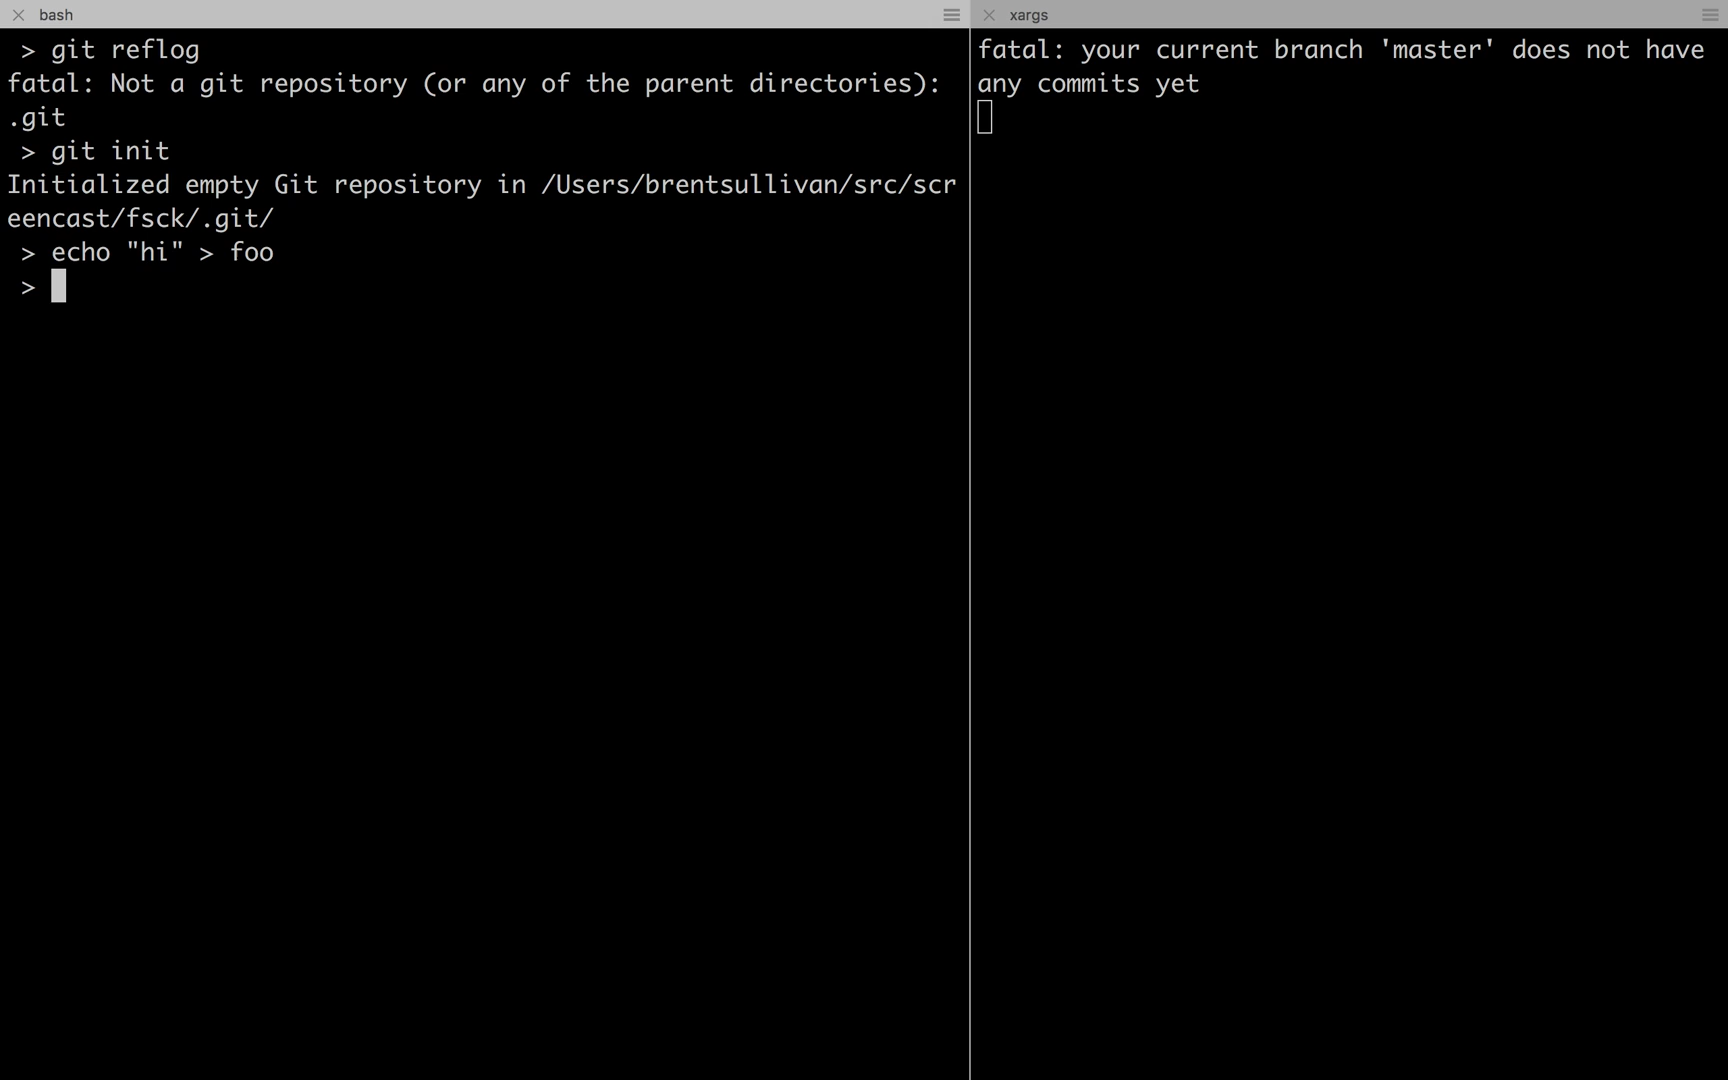 bash
> git reflog
fatal: Not a git repository (or any of the parent directories):
.git
> git init
Initialized empty Git repository in /Users/brentsullivan/src/scr
eencast/fsck/.git/
> echo "hi" > foo
>
xargs
fatal: your current branch 'master' does not have
any commits yet